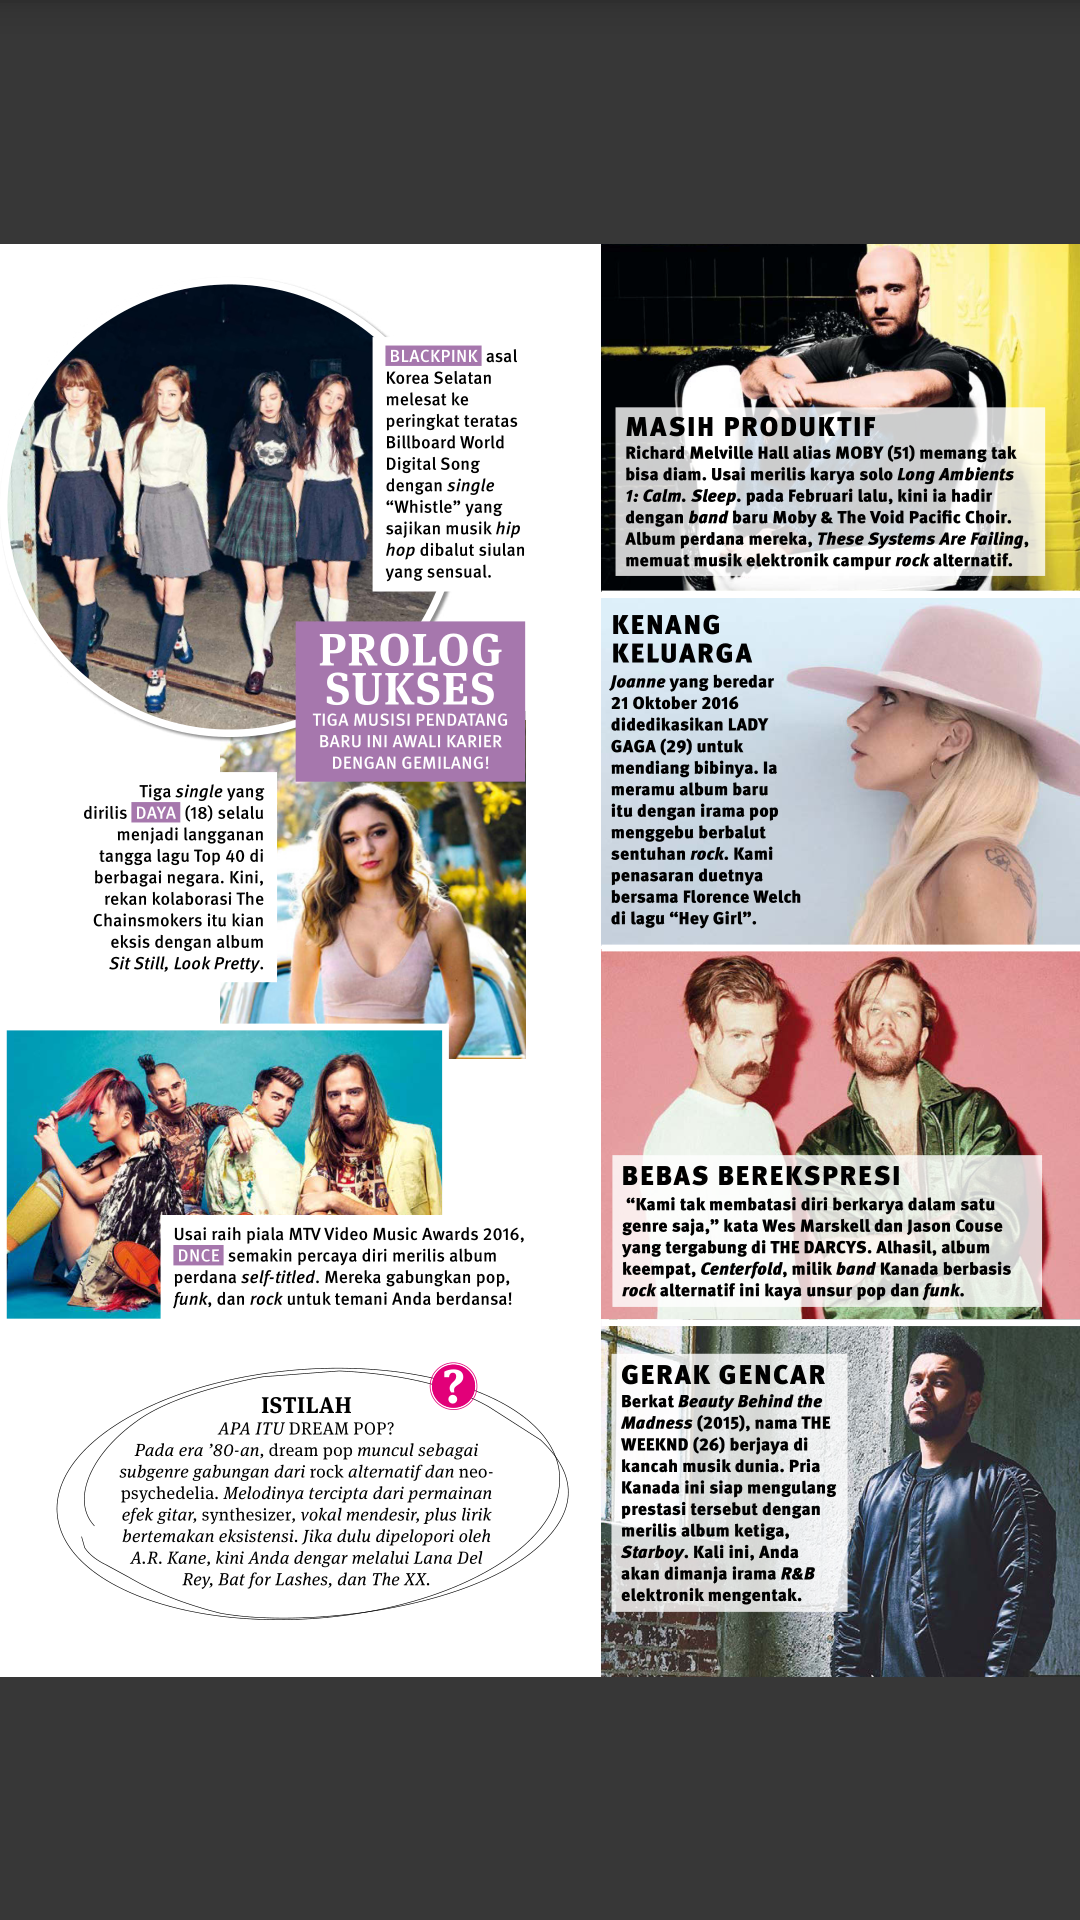 BLACKPINK asal
Korea Selatan
melesat ke
peringkat teratas
Billboard World
Digital Song
dengan single
“Whistle” yang
sajikan musik hip
hop dibalut siulan
yang sensual.
PROLOG
SUKSES
TIGA MUSISI PENDATANG
BARU INI AWALI KARIER
DENGAN GEMILANG!
Tiga single yang
dirilis DAYA (18) selalu
menjadi langganan
tangga lagu Top 40 di
berbagai negara. Kini,
rekan kolaborasi The
Chainsmokers itu kian
eksis dengan album
Sit Still, Look Pretty.
Usai raih piala MTV Video Music Awards 2016,
DNCE semakin percaya diri merilis album
perdana self-titled. Mereka gabungkan pop,
funk, dan rock untuk temani Anda berdansa!
?
ISTILAH
APA ITU DREAM POP?
Pada era ’80-an, dream pop muncul sebagai
subgenre gabungan dari rock alternatif dan neo-
psychedelia. Melodinya tercipta dari permainan
efek gitar, synthesizer, vokal mendesir, plus lirik
bertemakan eksistensi. Jika dulu dipelopori oleh
A.R. Kane, kini Anda dengar melalui Lana Del
Rey, Bat for Lashes, dan The XX.
MASIH PRODUKTIF
Richard Melville Hall alias MOBY (51) memang tak
bisa diam. Usai merilis karya solo Long Ambients
1: Calm. Sleep. pada Februari lalu, kini ia hadir
dengan band baru Moby & The Void Pacific Choir.
Album perdana mereka, These Systems Are Failing,
memuat musik elektronik campur rock alternatif.
KENANG
KELUARGA
Joanne yang beredar
21 Oktober 2016
didedikasikan LADY
GAGA (29) untuk
mendiang bibinya. Ia
meramu album baru
itu dengan irama pop
menggebu berbalut
sentuhan rock. Kami
penasaran duetnya
bersama Florence Welch
di lagu “Hey Girl”.
BEBAS BEREKSPRESI
“Kami tak membatasi diri berkarya dalam satu
genre saja,” kata Wes Marskell dan Jason Couse
yang tergabung di THE DARCYS. Alhasil, album
keempat, Centerfold, milik band Kanada berbasis
rock alternatif ini kaya unsur pop dan funk.
GERAK GENCAR
Berkat Beauty Behind the
Madness (2015), nama THE
WEEKND (26) berjaya di
kancah musik dunia. Pria
Kanada ini siap mengulang
prestasi tersebut dengan
merilis album ketiga,
Starboy. Kali ini, Anda
akan dimanja irama R&B
elektronik mengentak.